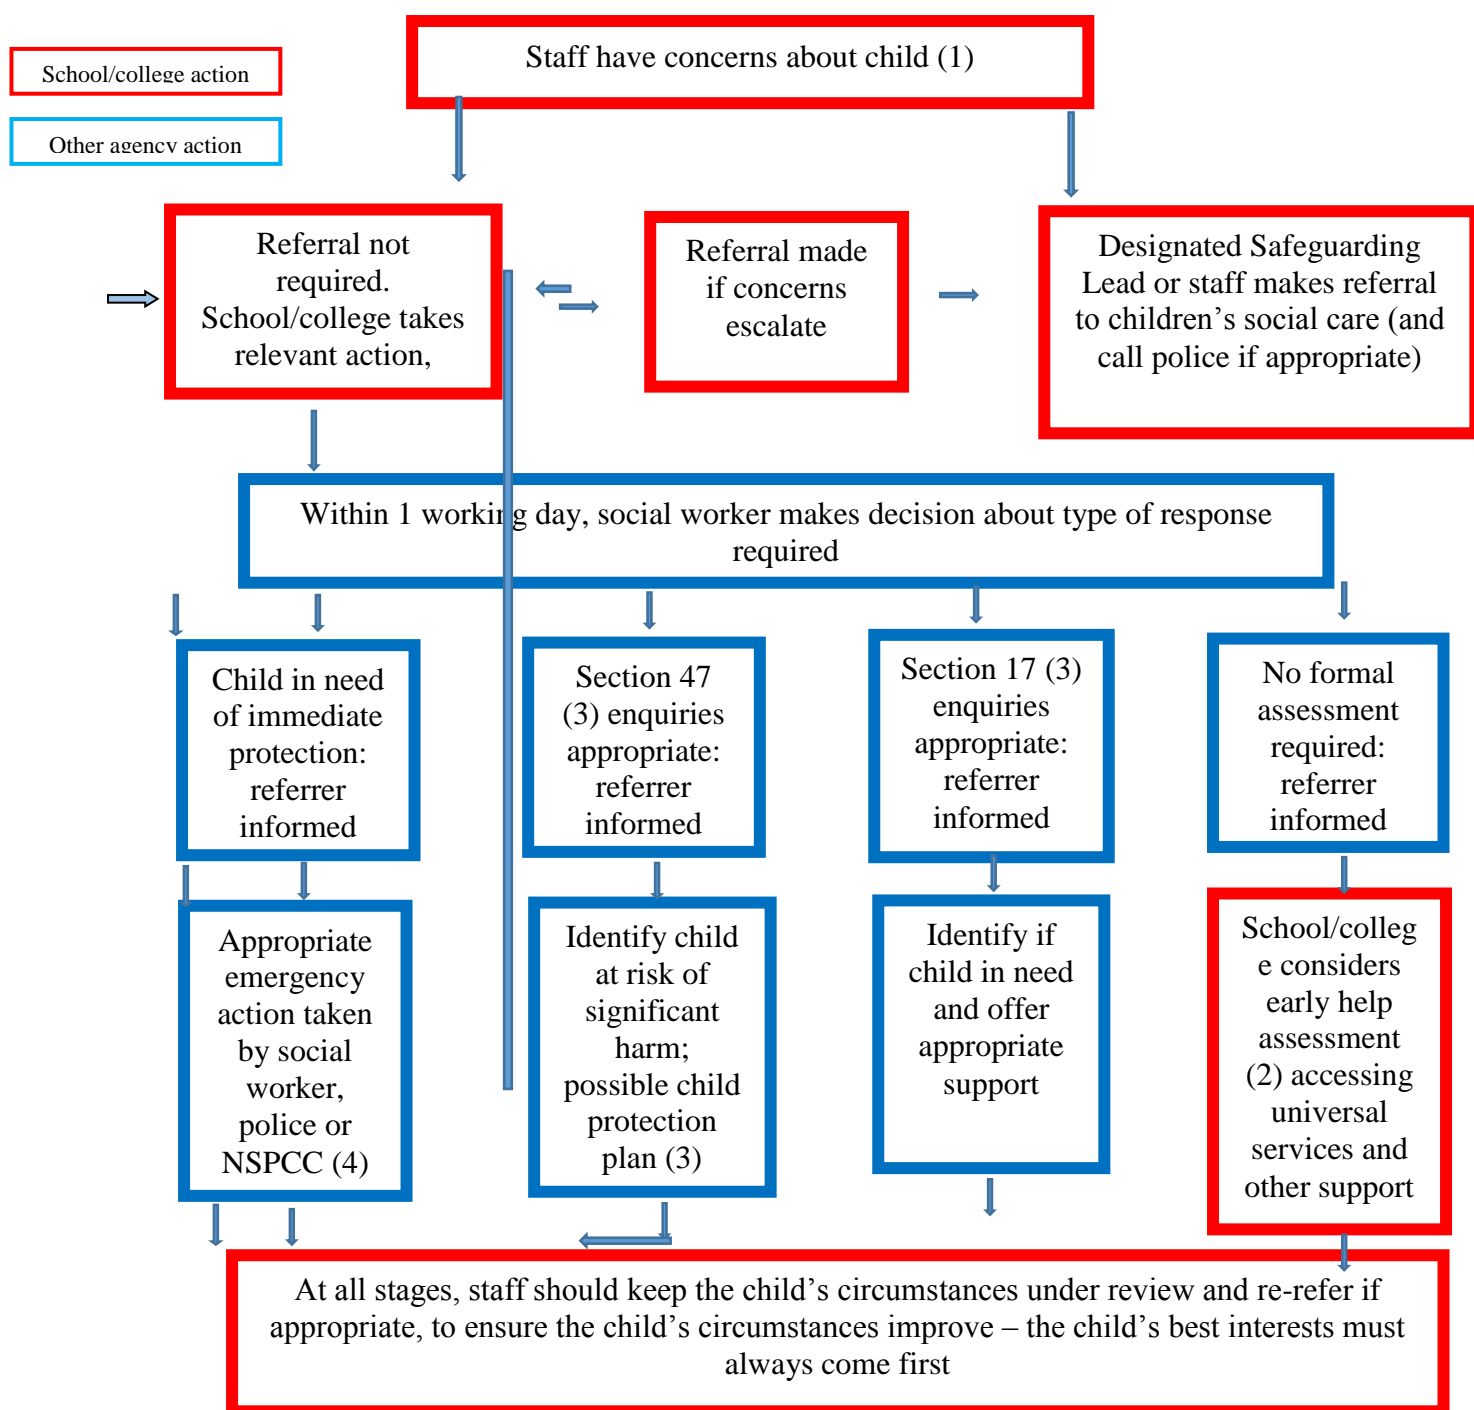 Staff have concerns about child (1)
School/college action
Other agency action
Referral not
required.
School/college takes
relevant action,
Referral made
if concerns
escalate
Designated Safeguarding
Lead or staff makes referral
to children’s social care (and
call police if appropriate)
Within 1 working day, social worker makes decision about type of response
required
Child in need
of immediate
protection:
referrer
informed
Section 47
(3) enquiries
appropriate:
referrer
informed
Section 17 (3)
enquiries
appropriate:
referrer
informed
No formal
assessment
required:
referrer
informed
Appropriate
emergency
action taken
by social
worker,
police or
NSPCC (4)
Identify child
at risk of
significant
harm;
possible child
protection
plan (3)
Identify if
child in need
and offer
appropriate
support
School/colleg
e considers
early help
assessment
(2) accessing
universal
services and
other support
At all stages, staff should keep the child’s circumstances under review and re-refer if
appropriate, to ensure the child’s circumstances improve – the child’s best interests must
always come first